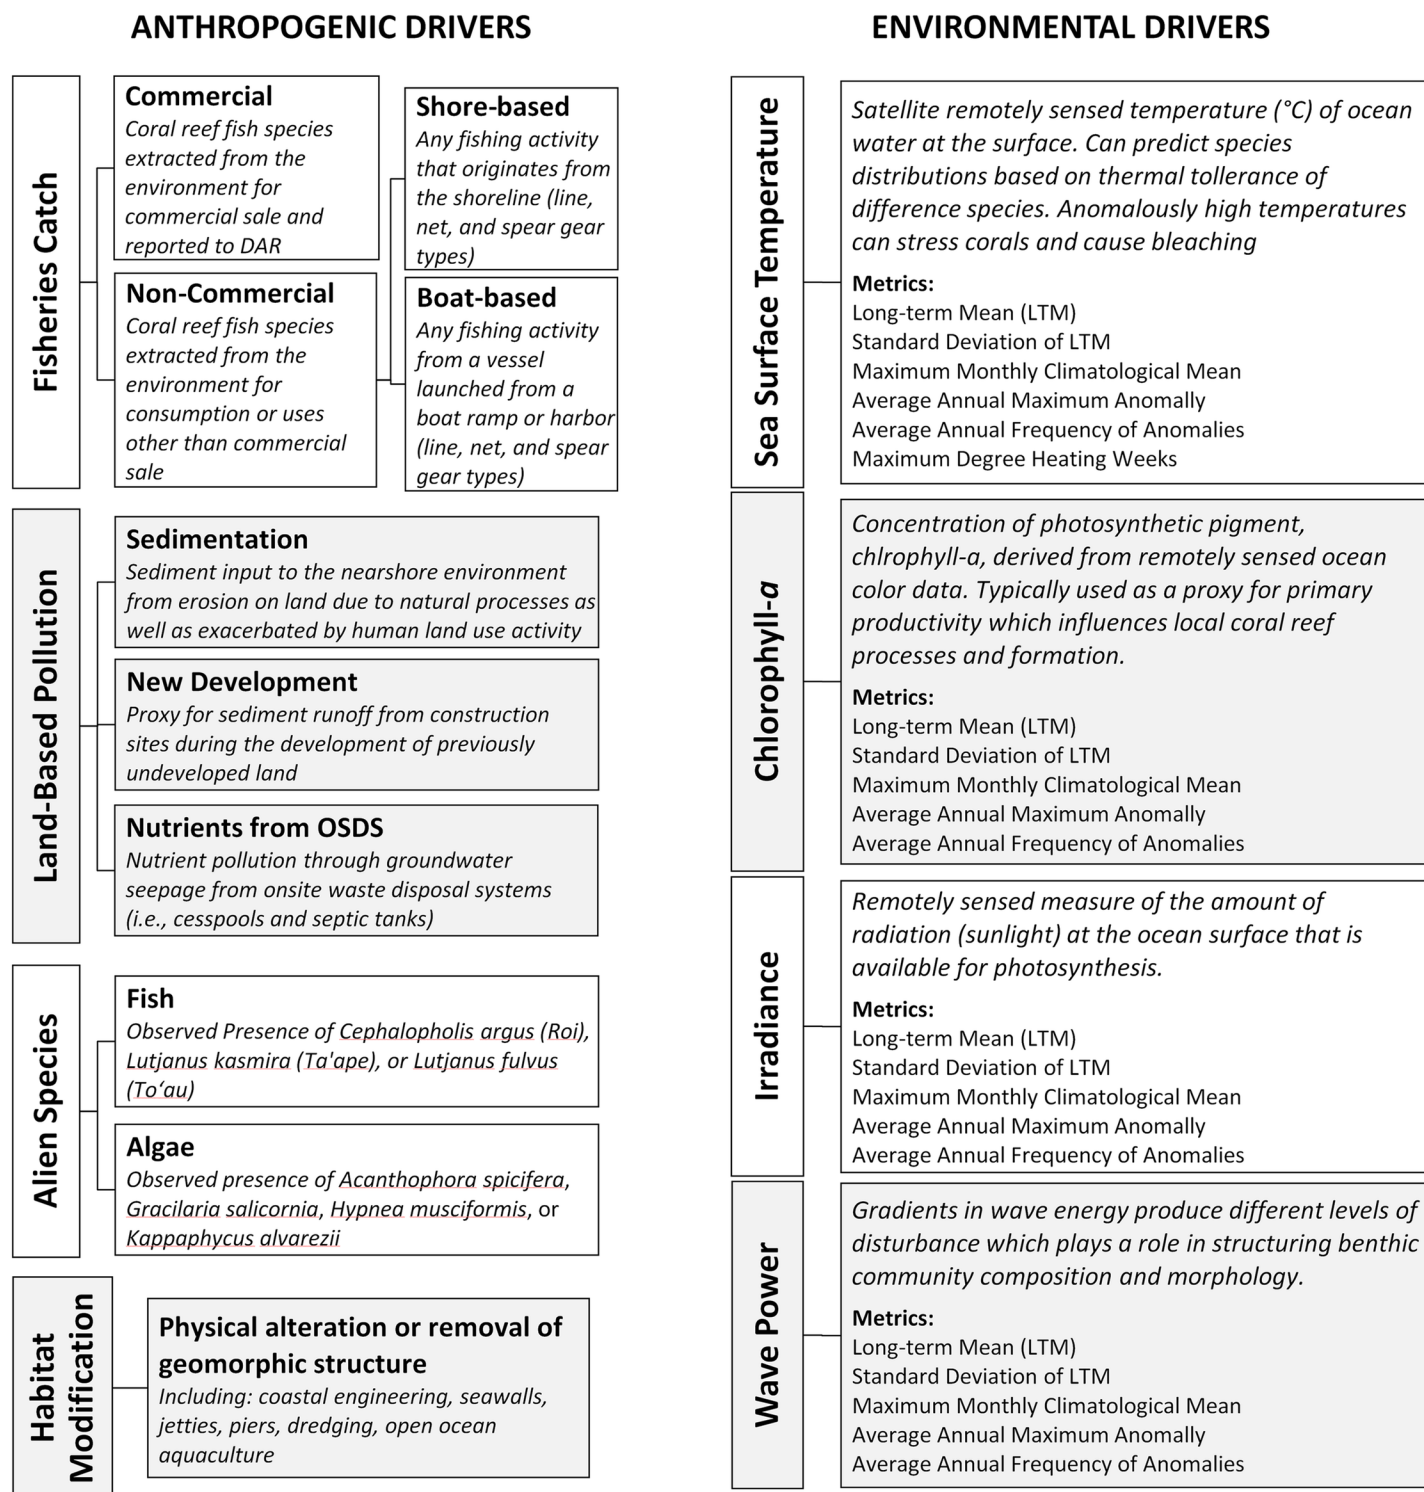 ANTHROPOGENIC DRIVERS
Fisheries Catch
Commercial
Coral reef fish species
extracted from the
environment for
commercial sale and
reported to DAR
Non-Commercial
Coral reef fish species
extracted from the
environment for
consumption or uses
other than commercial
sale
Shore-based
Any fishing activity
that originates from
the shoreline (line,
net, and spear gear
types)
Boat-based
Any fishing activity
from a vessel
launched from a
boat ramp or harbor
(line, net, and spear
gear types)
Land-Based Pollution
Sedimentation
Sediment input to the nearshore environment
from erosion on land due to natural processes as
well as exacerbated by human land use activity
New Development
Proxy for sediment runoff from construction
sites during the development of previously
undeveloped land
Nutrients from OSDS
Nutrient pollution through groundwater
seepage from onsite waste disposal systems
(i.e., cesspools and septic tanks)
Alien Species
Fish
Observed Presence of Cephalopholis argus (Roi),
Lutjanus kasmira (Ta'ape), or Lutjanus fulvus
(Toʻau)
Algae
Observed presence of Acanthophora spicifera,
Gracilaria salicornia, Hypnea musciformis, or
Kappaphycus alvarezii
Habitat
Modification
Physical alteration or removal of
geomorphic structure
Including: coastal engineering, seawalls,
jetties, piers, dredging, open ocean
aquaculture
ENVIRONMENTAL DRIVERS
Sea Surface Temperature
Satellite remotely sensed temperature (°C) of ocean
water at the surface. Can predict species
distributions based on thermal tollerance of
difference species. Anomalously high temperatures
can stress corals and cause bleaching
Metrics:
Long-term Mean (LTM)
Standard Deviation of LTM
Maximum Monthly Climatological Mean
Average Annual Maximum Anomally
Average Annual Frequency of Anomalies
Maximum Degree Heating Weeks
Chlorophyll-a
Concentration of photosynthetic pigment,
chlrophyll-a, derived from remotely sensed ocean
color data. Typically used as a proxy for primary
productivity which influences local coral reef
processes and formation.
Metrics:
Long-term Mean (LTM)
Standard Deviation of LTM
Maximum Monthly Climatological Mean
Average Annual Maximum Anomally
Average Annual Frequency of Anomalies
Irradiance
Remotely sensed measure of the amount of
radiation (sunlight) at the ocean surface that is
available for photosynthesis.
Metrics:
Long-term Mean (LTM)
Standard Deviation of LTM
Maximum Monthly Climatological Mean
Average Annual Maximum Anomally
Average Annual Frequency of Anomalies
Wave Power
Gradients in wave energy produce different levels of
disturbance which plays a role in structuring benthic
community composition and morphology.
Metrics:
Long-term Mean (LTM)
Standard Deviation of LTM
Maximum Monthly Climatological Mean
Average Annual Maximum Anomally
Average Annual Frequency of Anomalies